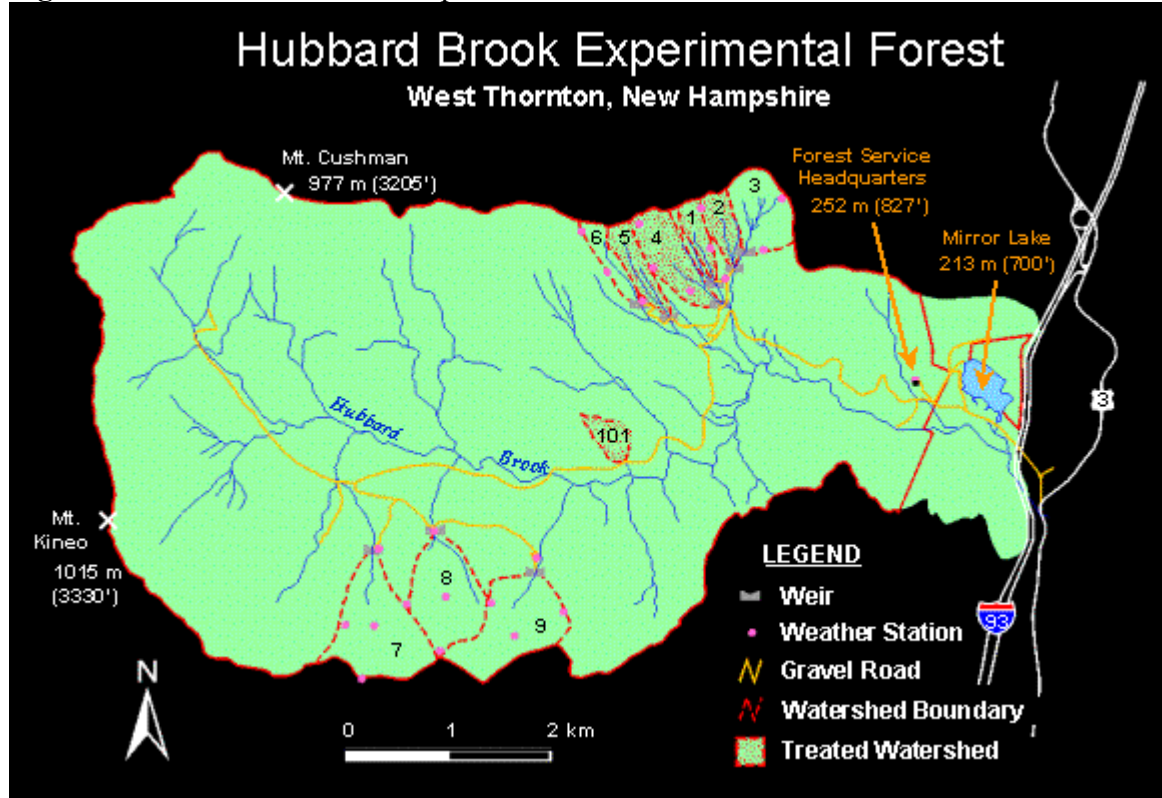 Hubbard Brook Experimental Forest
West Thornton, New Hampshire
Mt. Cushman
977 m (3205')
Forest Service
Headquarters
252 m (827')
Mirror Lake
213 m (700')
3
2
1
4
5
6
3
Hubbard
Brook
101
Mt.
Kineo
1015 m
(3330')
8
7
9
LEGEND
Weir
Weather Station
Gravel Road
Watershed Boundary
Treated Watershed
93
N
0 1 2 km